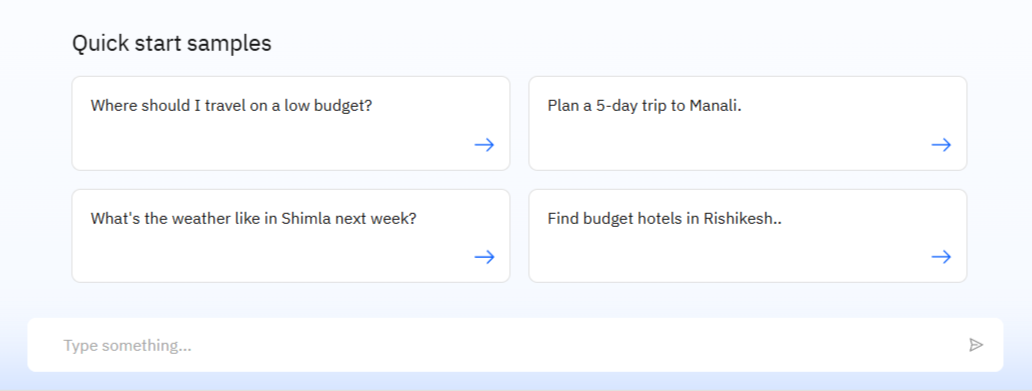 Quick start samples
Where should I travel on a low budget?
Plan a 5-day trip to Manali.
What's the weather like in Shimla next week?
Find budget hotels in Rishikesh..
Type something...